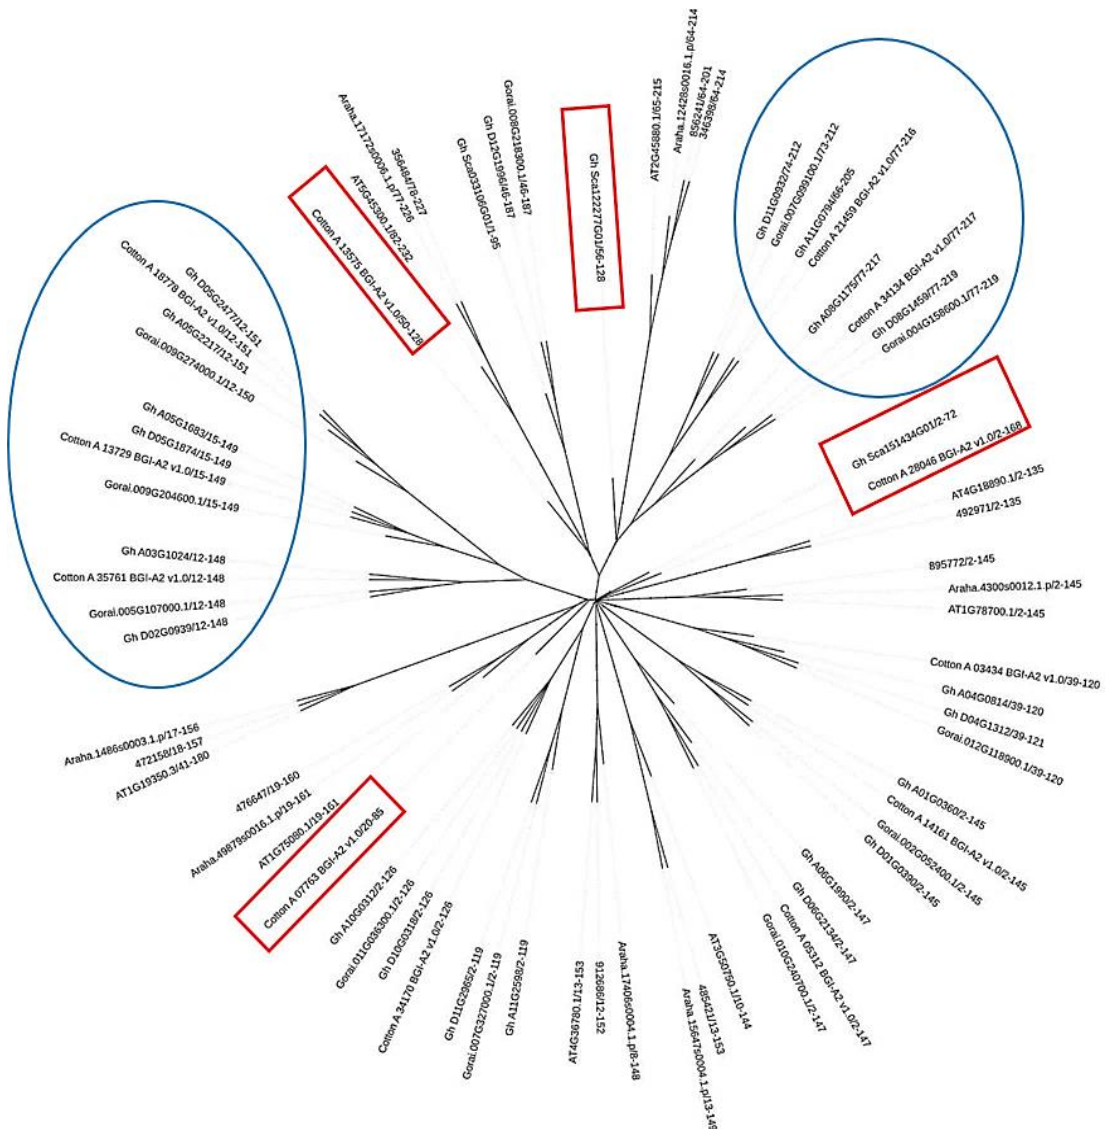 Araha.12428s0016.1.p/64-214
856241/64-201
346398/64-214
AT2G45880.1/65-215
Gh Sca122277G01/56-128
Gorai.008G218300.1/46-187
Gh D12G1996/46-187
Gh Sca033106G01/1-95
Araha.17172s0006.1.p/77-226
356484/78-227
AT5G45300.1/82-232
Cotton A 13575 BGI-A2 v1.0/50-128
Gh D11G0932/74-212
Gorai.007G099100.1/73-212
Gh A11G0794/66-205
Cotton A 21459 BGI-A2 v1.0/77-216
Gh A08G1175/77-217
Cotton A 34134 BGI-A2 v1.0/77-217
Gh D08G1459/77-219
Gorai.004G158600.1/77-219
Gh Sca151434G01/2-72
Cotton A 28046 BGI-A2 v1.0/2-168
AT4G18890.1/2-135
492971/2-135
895772/2-145
Araha.4300s0012.1.p/2-145
AT1G78700.1/2-145
Cotton A 03434 BGI-A2 v1.0/39-120
Gh A04G0814/39-120
Gh D04G1312/39-121
Gorai.012G118900.1/39-120
Gh A01G0360/2-145
Cotton A 14161 BGI-A2 v1.0/2-145
Gorai.002G052400.1/2-145
Gh D01G0390/2-145
Gh A06G1990/2-147
Gh D06G2134/2-147
Cotton A 05312 BGI-A2 v1.0/2-147
Gorai.010G240700.1/2-147
AT3G50750.1/10-144
485421/13-153
Araha.15647s0004.1.p/13-149
Araha.17406s0004.1.p/8-148
912686/12-152
AT4G36780.1/13-153
Gh A11G2598/2-119
Gorai.007G327000.1/2-119
Gh D11G2965/2-119
Cotton A 34170 BGI-A2 v1.0/2-126
Gh D10G0318/2-126
Gorai.011G036300.1/2-126
Gh A10G0312/2-126
Cotton A 07763 BGI-A2 v1.0/20-85
AT1G75080.1/19-161
Araha.49879s0016.1.p/19-161
476647/19-160
AT1G19350.3/41-180
472158/18-157
Araha.1486s0003.1.p/17-156
Gh D02G0939/12-148
Gorai.005G107000.1/12-148
Cotton A 35761 BGI-A2 v1.0/12-148
Gh A03G1024/12-148
Gorai.009G204600.1/15-149
Cotton A 13729 BGI-A2 v1.0/15-149
Gh D05G1874/15-149
Gh A05G1683/15-149
Gorai.009G274000.1/12-150
Gh A05G2217/12-151
Cotton A 18778 BGI-A2 v1.0/12-151
Gh D05G2477/12-151